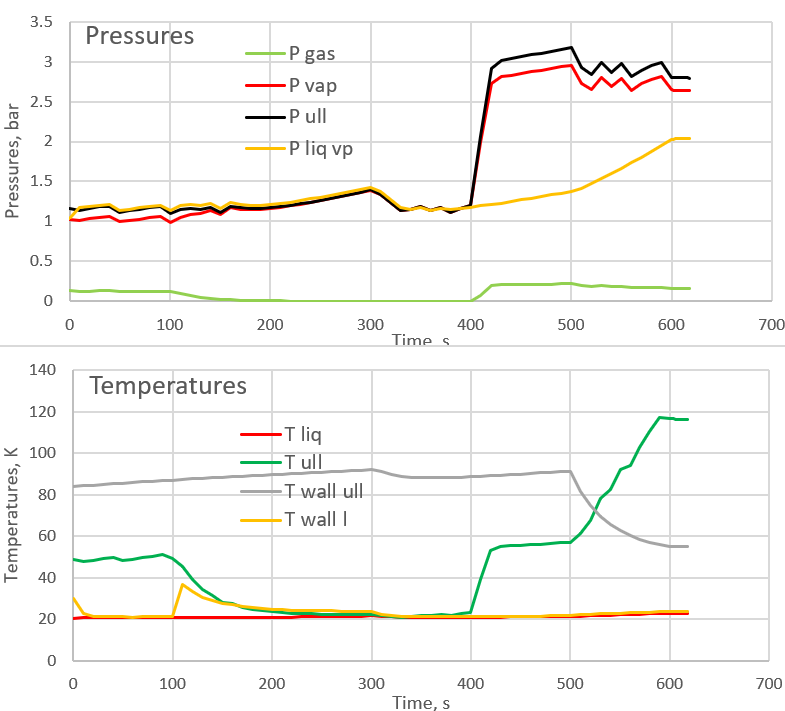 Pressures
P gas
P vap
P ull
P liq vp
Pressures, bar
3.5
3
2.5
2
1.5
1
0.5
0
0 100 200 300 400 500 600 700
Time, s
Temperatures
T liq
T ull
T wall ull
T wall l
Temperatures, K
140
120
100
80
60
40
20
0
0 100 200 300 400 500 600 700
Time, s